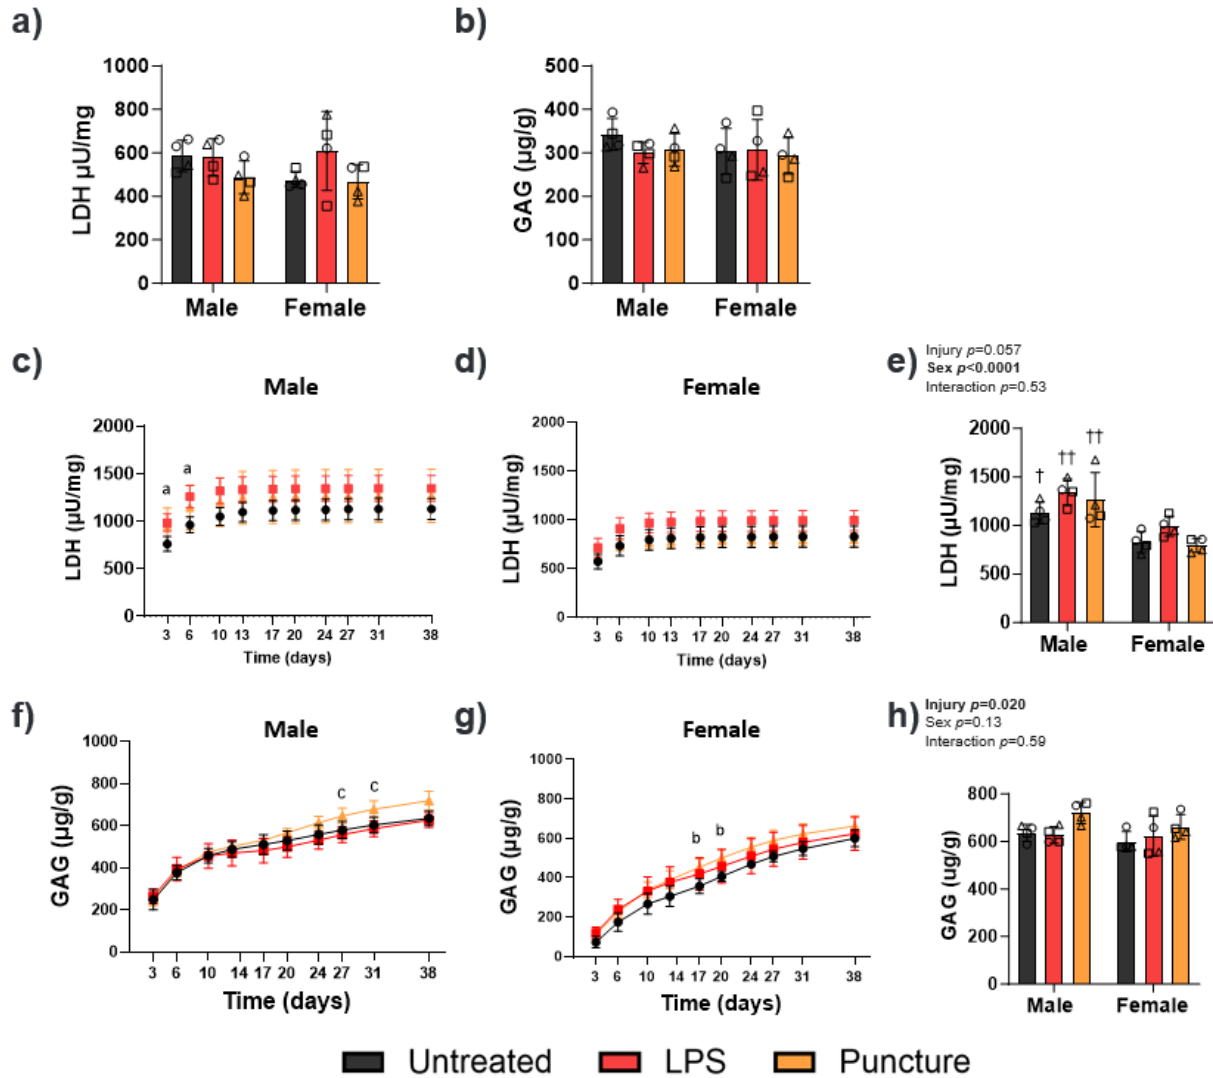 a)
b)
1000
800
600
400
200
0
LDH µU/mg
Male
Female
500
400
300
200
100
0
GAG (µg/g)
Male
Female
c)
Male
2000
1500
1000
500
0
LDH (µU/mg)
a
a
3 6 10 13 17 20 24 27 31 38
Time (days)
d)
Female
2000
1500
1000
500
0
LDH (µU/mg)
3 6 10 13 17 20 24 27 31 38
Time (days)
e)
Injury p=0.057
Sex p<0.0001
Interaction p=0.53
2000
1500
1000
500
0
LDH (µU/mg)
†
††
††
Male
Female
f)
Male
1000
800
600
400
200
0
GAG (µg/g)
c
c
3 6 10 14 17 20 24 27 31 38
Time (days)
g)
Female
1000
800
600
400
200
0
GAG (µg/g)
b
b
3 6 10 14 17 20 24 27 31 38
Time (days)
h)
Injury p=0.020
Sex p=0.13
Interaction p=0.59
800
600
400
200
0
GAG (ug/g)
Male
Female
Untreated
LPS
Puncture